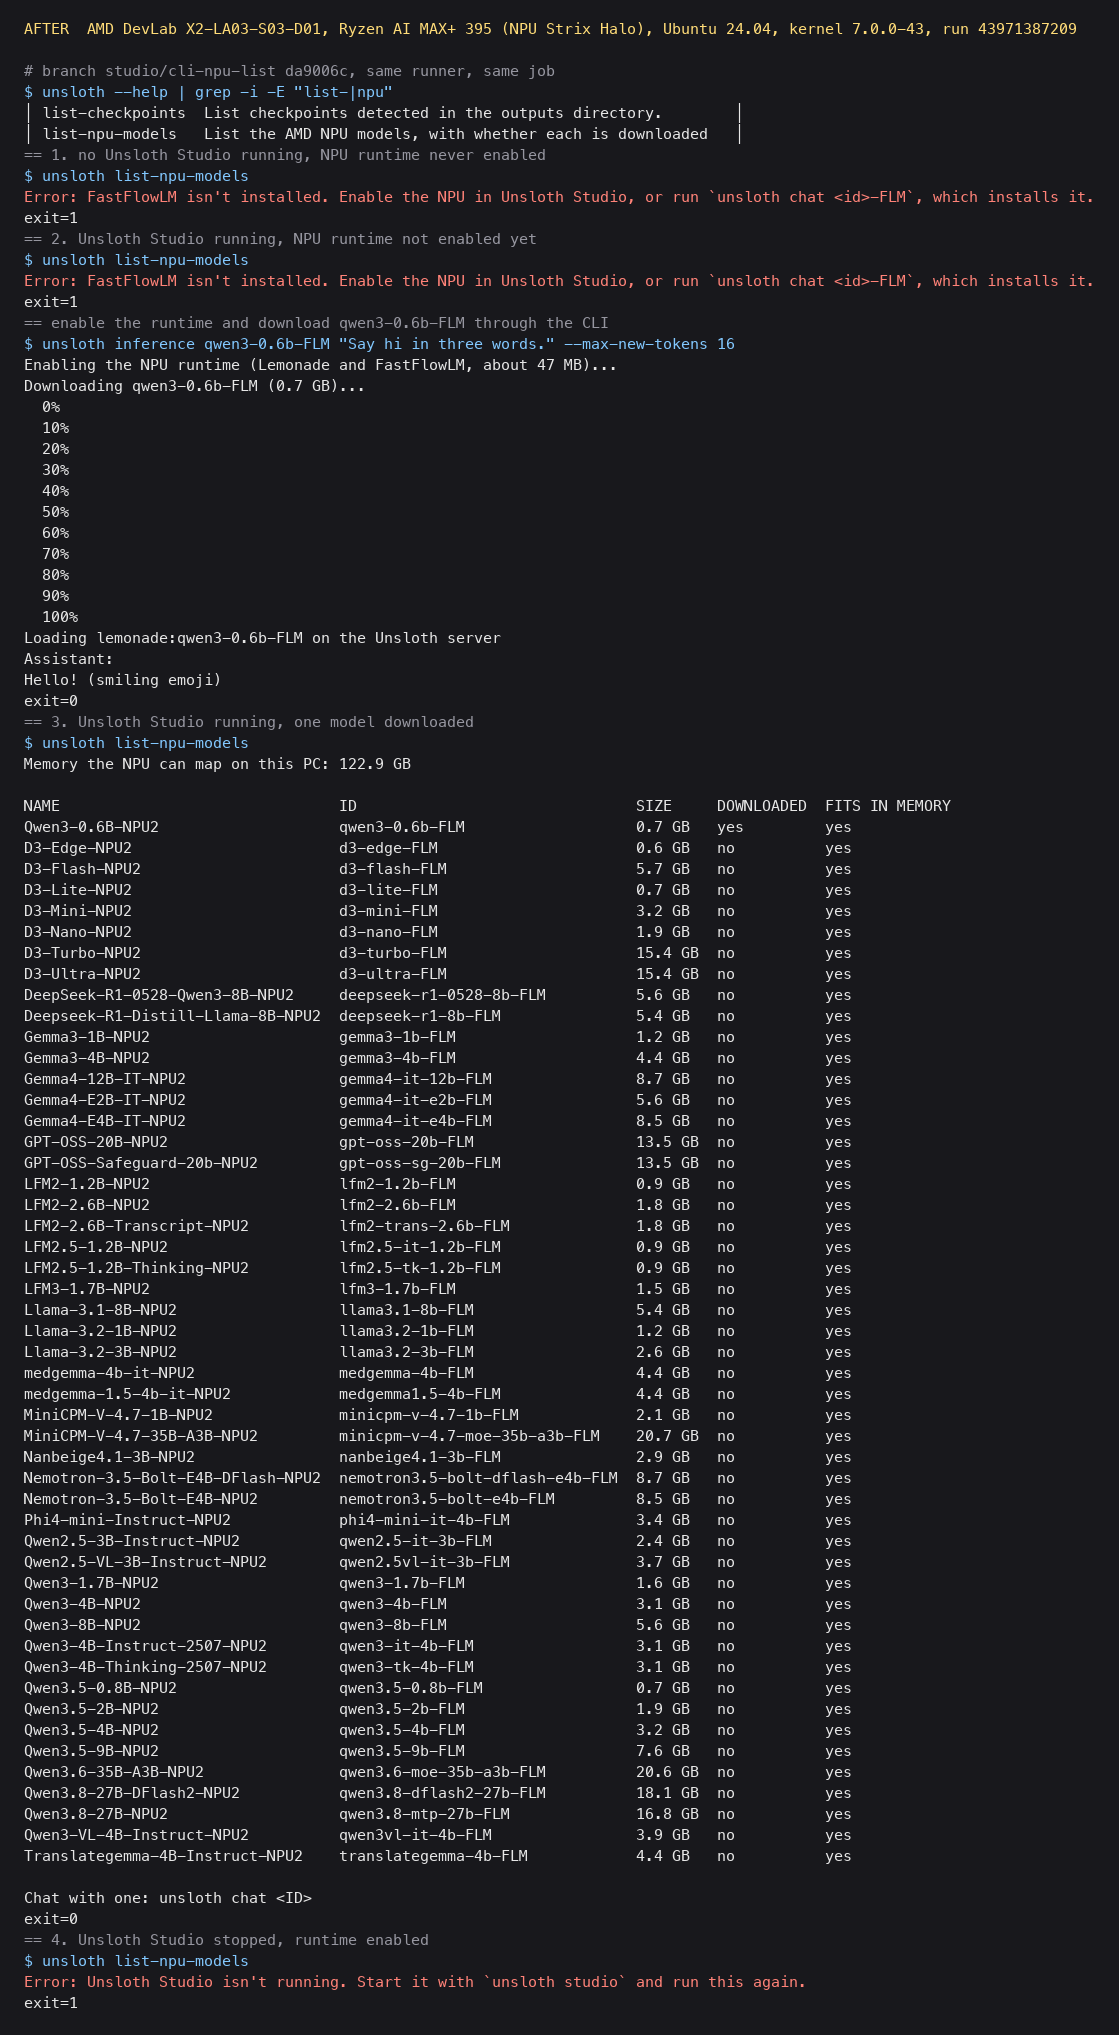 AFTER  AMD DevLab X2-LA03-S03-D01, Ryzen AI MAX+ 395 (NPU Strix Halo), Ubuntu 24.04, kernel 7.0.0-43, run 43971387209
# branch studio/cli-npu-list da9006c, same runner, same job
$ unsloth --help | grep -i -E "list-|npu"
│ list-checkpoints  List checkpoints detected in the outputs directory.        │
│ list-npu-models   List the AMD NPU models, with whether each is downloaded   │
== 1. no Unsloth Studio running, NPU runtime never enabled
$ unsloth list-npu-models
Error: FastFlowLM isn't installed. Enable the NPU in Unsloth Studio, or run `unsloth chat <id>-FLM`, which installs it.
exit=1
== 2. Unsloth Studio running, NPU runtime not enabled yet
$ unsloth list-npu-models
Error: FastFlowLM isn't installed. Enable the NPU in Unsloth Studio, or run `unsloth chat <id>-FLM`, which installs it.
exit=1
== enable the runtime and download qwen3-0.6b-FLM through the CLI
$ unsloth inference qwen3-0.6b-FLM "Say hi in three words." --max-new-tokens 16
Enabling the NPU runtime (Lemonade and FastFlowLM, about 47 MB)...
Downloading qwen3-0.6b-FLM (0.7 GB)...
  0%
  10%
  20%
  30%
  40%
  50%
  60%
  70%
  80%
  90%
  100%
Loading lemonade:qwen3-0.6b-FLM on the Unsloth server
Assistant:
Hello! (smiling emoji)
exit=0
== 3. Unsloth Studio running, one model downloaded
$ unsloth list-npu-models
Memory the NPU can map on this PC: 122.9 GB
NAME                               ID                               SIZE     DOWNLOADED  FITS IN MEMORY
Qwen3-0.6B-NPU2                    qwen3-0.6b-FLM                   0.7 GB   yes         yes
D3-Edge-NPU2                       d3-edge-FLM                      0.6 GB   no          yes
D3-Flash-NPU2                      d3-flash-FLM                     5.7 GB   no          yes
D3-Lite-NPU2                       d3-lite-FLM                      0.7 GB   no          yes
D3-Mini-NPU2                       d3-mini-FLM                      3.2 GB   no          yes
D3-Nano-NPU2                       d3-nano-FLM                      1.9 GB   no          yes
D3-Turbo-NPU2                      d3-turbo-FLM                     15.4 GB  no          yes
D3-Ultra-NPU2                      d3-ultra-FLM                     15.4 GB  no          yes
DeepSeek-R1-0528-Qwen3-8B-NPU2     deepseek-r1-0528-8b-FLM          5.6 GB   no          yes
Deepseek-R1-Distill-Llama-8B-NPU2  deepseek-r1-8b-FLM               5.4 GB   no          yes
Gemma3-1B-NPU2                     gemma3-1b-FLM                    1.2 GB   no          yes
Gemma3-4B-NPU2                     gemma3-4b-FLM                    4.4 GB   no          yes
Gemma4-12B-IT-NPU2                 gemma4-it-12b-FLM                8.7 GB   no          yes
Gemma4-E2B-IT-NPU2                 gemma4-it-e2b-FLM                5.6 GB   no          yes
Gemma4-E4B-IT-NPU2                 gemma4-it-e4b-FLM                8.5 GB   no          yes
GPT-OSS-20B-NPU2                   gpt-oss-20b-FLM                  13.5 GB  no          yes
GPT-OSS-Safeguard-20b-NPU2         gpt-oss-sg-20b-FLM               13.5 GB  no          yes
LFM2-1.2B-NPU2                     lfm2-1.2b-FLM                    0.9 GB   no          yes
LFM2-2.6B-NPU2                     lfm2-2.6b-FLM                    1.8 GB   no          yes
LFM2-2.6B-Transcript-NPU2          lfm2-trans-2.6b-FLM              1.8 GB   no          yes
LFM2.5-1.2B-NPU2                   lfm2.5-it-1.2b-FLM               0.9 GB   no          yes
LFM2.5-1.2B-Thinking-NPU2          lfm2.5-tk-1.2b-FLM               0.9 GB   no          yes
LFM3-1.7B-NPU2                     lfm3-1.7b-FLM                    1.5 GB   no          yes
Llama-3.1-8B-NPU2                  llama3.1-8b-FLM                  5.4 GB   no          yes
Llama-3.2-1B-NPU2                  llama3.2-1b-FLM                  1.2 GB   no          yes
Llama-3.2-3B-NPU2                  llama3.2-3b-FLM                  2.6 GB   no          yes
medgemma-4b-it-NPU2                medgemma-4b-FLM                  4.4 GB   no          yes
medgemma-1.5-4b-it-NPU2            medgemma1.5-4b-FLM               4.4 GB   no          yes
MiniCPM-V-4.7-1B-NPU2              minicpm-v-4.7-1b-FLM             2.1 GB   no          yes
MiniCPM-V-4.7-35B-A3B-NPU2         minicpm-v-4.7-moe-35b-a3b-FLM    20.7 GB  no          yes
Nanbeige4.1-3B-NPU2                nanbeige4.1-3b-FLM               2.9 GB   no          yes
Nemotron-3.5-Bolt-E4B-DFlash-NPU2  nemotron3.5-bolt-dflash-e4b-FLM  8.7 GB   no          yes
Nemotron-3.5-Bolt-E4B-NPU2         nemotron3.5-bolt-e4b-FLM         8.5 GB   no          yes
Phi4-mini-Instruct-NPU2            phi4-mini-it-4b-FLM              3.4 GB   no          yes
Qwen2.5-3B-Instruct-NPU2           qwen2.5-it-3b-FLM                2.4 GB   no          yes
Qwen2.5-VL-3B-Instruct-NPU2        qwen2.5vl-it-3b-FLM              3.7 GB   no          yes
Qwen3-1.7B-NPU2                    qwen3-1.7b-FLM                   1.6 GB   no          yes
Qwen3-4B-NPU2                      qwen3-4b-FLM                     3.1 GB   no          yes
Qwen3-8B-NPU2                      qwen3-8b-FLM                     5.6 GB   no          yes
Qwen3-4B-Instruct-2507-NPU2        qwen3-it-4b-FLM                  3.1 GB   no          yes
Qwen3-4B-Thinking-2507-NPU2        qwen3-tk-4b-FLM                  3.1 GB   no          yes
Qwen3.5-0.8B-NPU2                  qwen3.5-0.8b-FLM                 0.7 GB   no          yes
Qwen3.5-2B-NPU2                    qwen3.5-2b-FLM                   1.9 GB   no          yes
Qwen3.5-4B-NPU2                    qwen3.5-4b-FLM                   3.2 GB   no          yes
Qwen3.5-9B-NPU2                    qwen3.5-9b-FLM                   7.6 GB   no          yes
Qwen3.6-35B-A3B-NPU2               qwen3.6-moe-35b-a3b-FLM          20.6 GB  no          yes
Qwen3.8-27B-DFlash2-NPU2           qwen3.8-dflash2-27b-FLM          18.1 GB  no          yes
Qwen3.8-27B-NPU2                   qwen3.8-mtp-27b-FLM              16.8 GB  no          yes
Qwen3-VL-4B-Instruct-NPU2          qwen3vl-it-4b-FLM                3.9 GB   no          yes
Translategemma-4B-Instruct-NPU2    translategemma-4b-FLM            4.4 GB   no          yes
Chat with one: unsloth chat <ID>
exit=0
== 4. Unsloth Studio stopped, runtime enabled
$ unsloth list-npu-models
Error: Unsloth Studio isn't running. Start it with `unsloth studio` and run this again.
exit=1